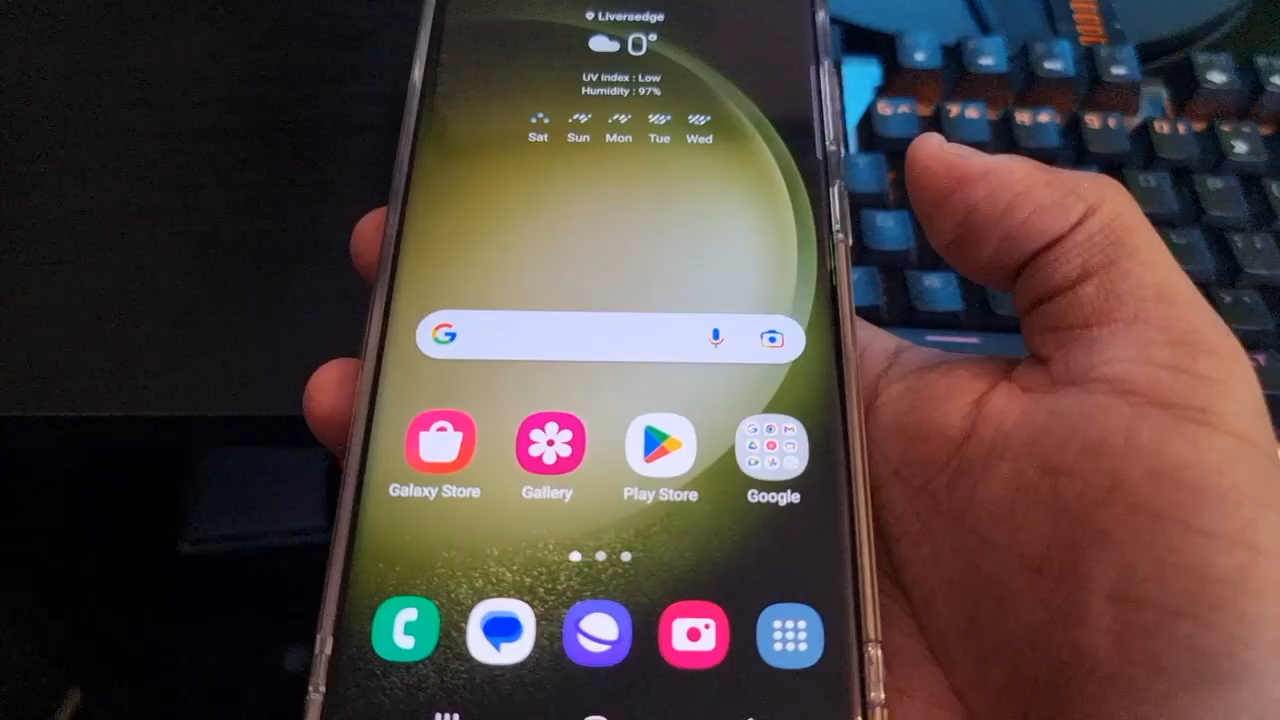 Liversedge
0°
UV index : Low
Humidity : 97%
Sat Sun Mon Tue Wed
Galaxy Store Gallery Play Store Google